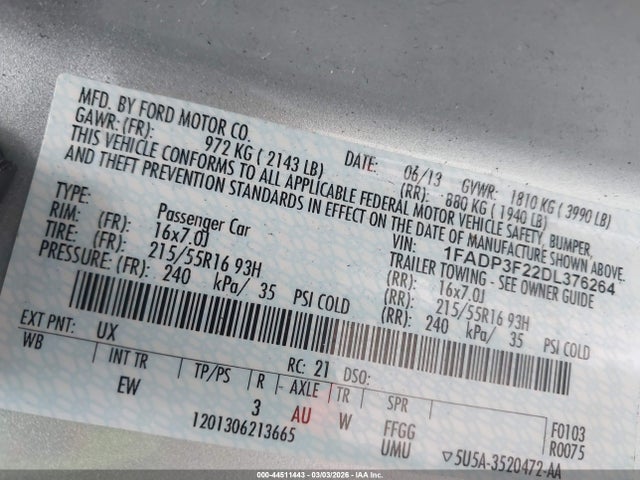 MFD. BY FORD MOTOR CO.
DATE: 06/13 GVWR: 1810 KG ( 3990 LB)
GAWR: (FR): 972 KG ( 2143 LB) (RR): 880 KG ( 1940 LB)
THIS VEHICLE CONFORMS TO ALL APPLICABLE FEDERAL MOTOR VEHICLE SAFETY, BUMPER,
AND THEFT PREVENTION STANDARDS IN EFFECT ON THE DATE OF MANUFACTURE SHOWN ABOVE.
VIN: 1FADP3F22DL376264
TYPE: Passenger Car TRAILER TOWING - SEE OWNER GUIDE
RIM: (FR): 16x7.0J (RR): 16x7.0J
TIRE: (FR): 215/55R16 93H (RR): 215/55R16 93H
PRESSURE: (FR): 240 kPa/ 35 PSI COLD (RR): 240 kPa/ 35 PSI COLD
EXT PNT: UX RC: 21 DSO:
WB INT TR TP/PS R AXLE TR SPR
EW 3 AU W FFGG F0103
UMU R0075
1201306213665 ▽5U5A-3520472-AA
000-44511443 - 03/03/2026 - IAAI.COM